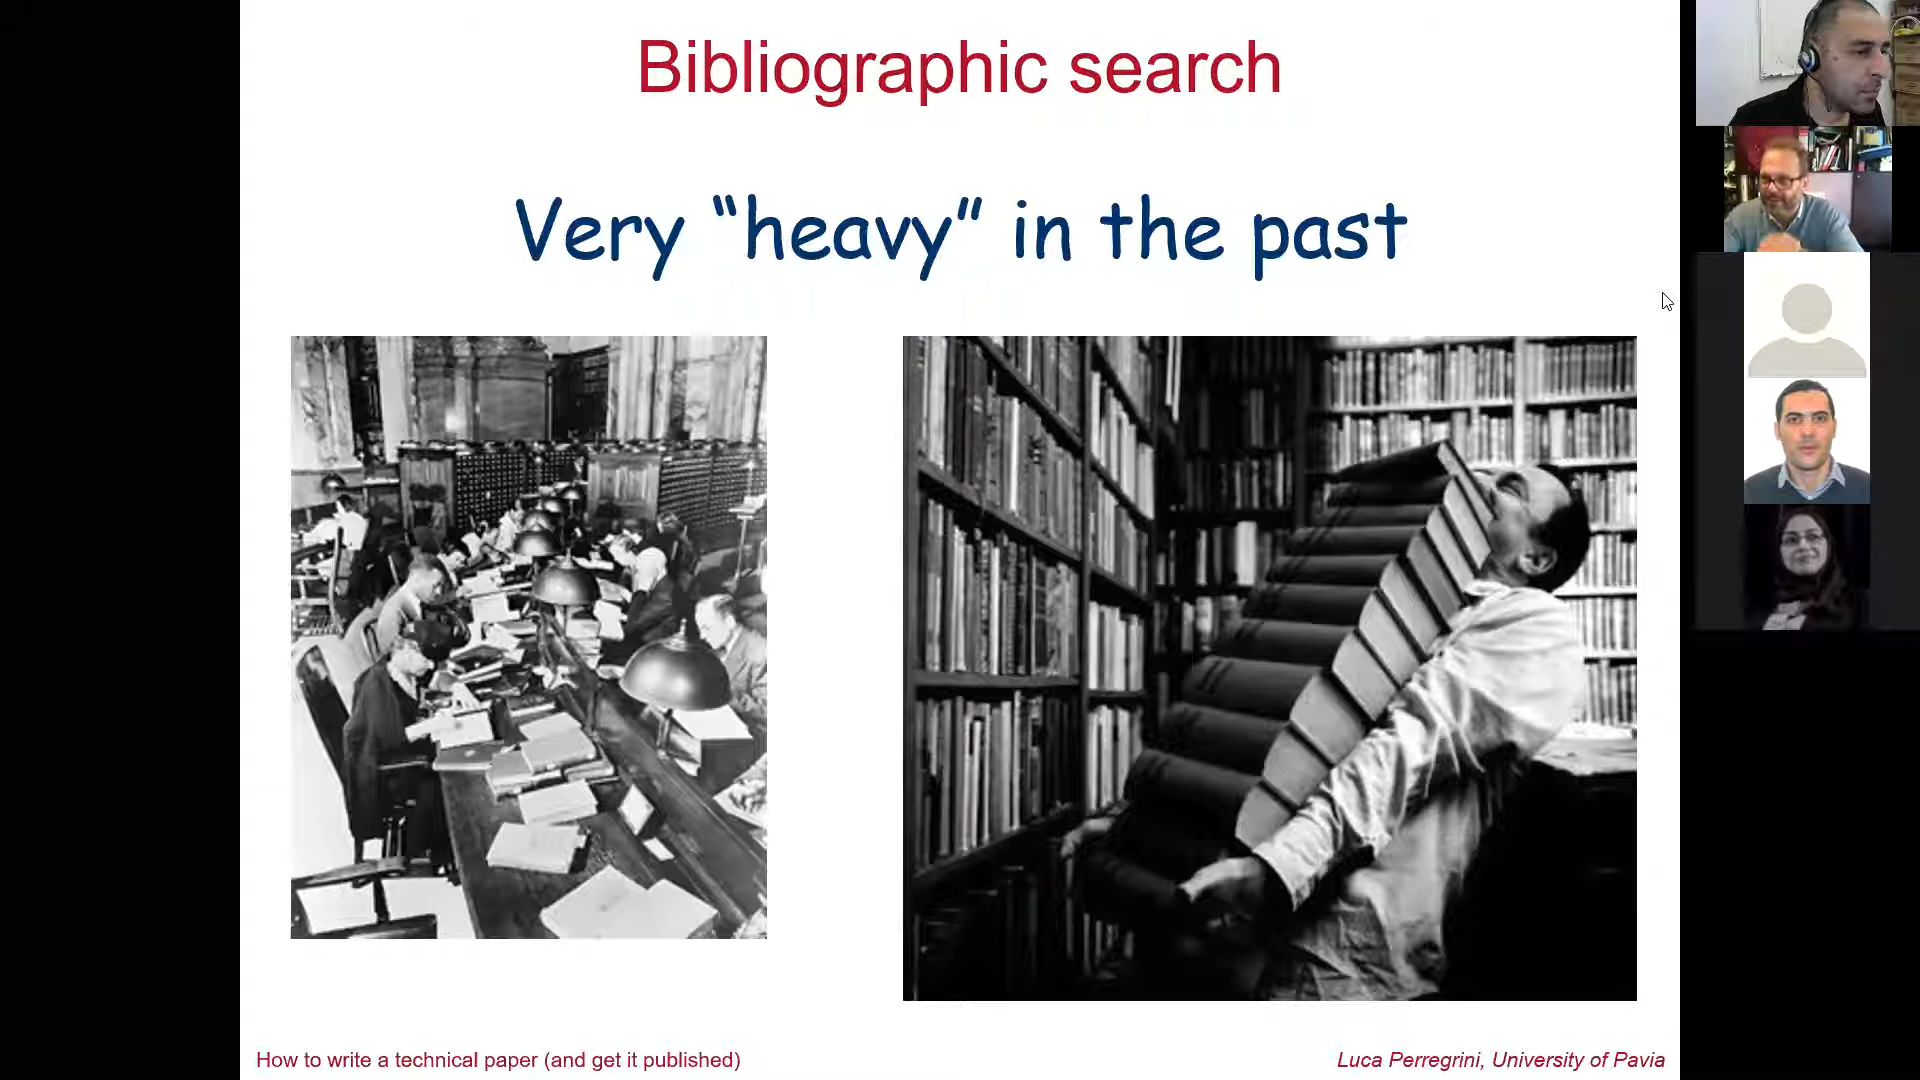 Bibliographic search
Very “heavy” in the past
How to write a technical paper (and get it published)
Luca Perregrini, University of Pavia